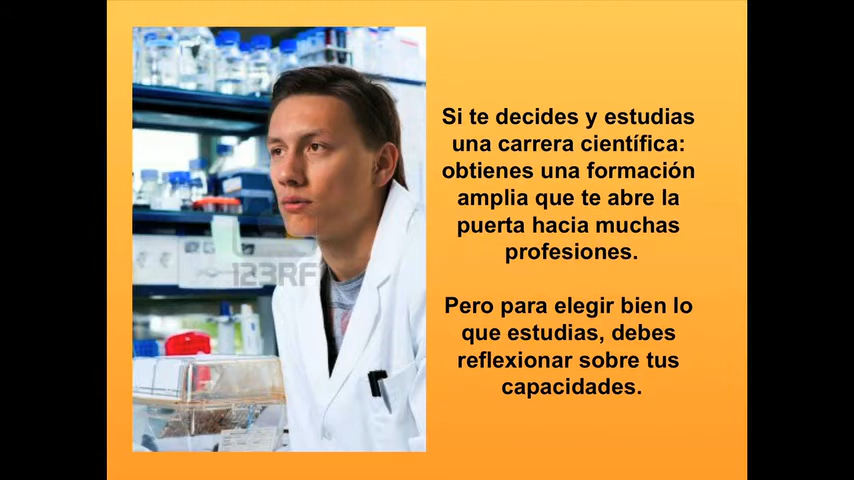 Si te decides y estudias
una carrera científica:
obtienes una formación
amplia que te abre la
puerta hacia muchas
profesiones.
Pero para elegir bien lo
que estudias, debes
reflexionar sobre tus
capacidades.
123RF